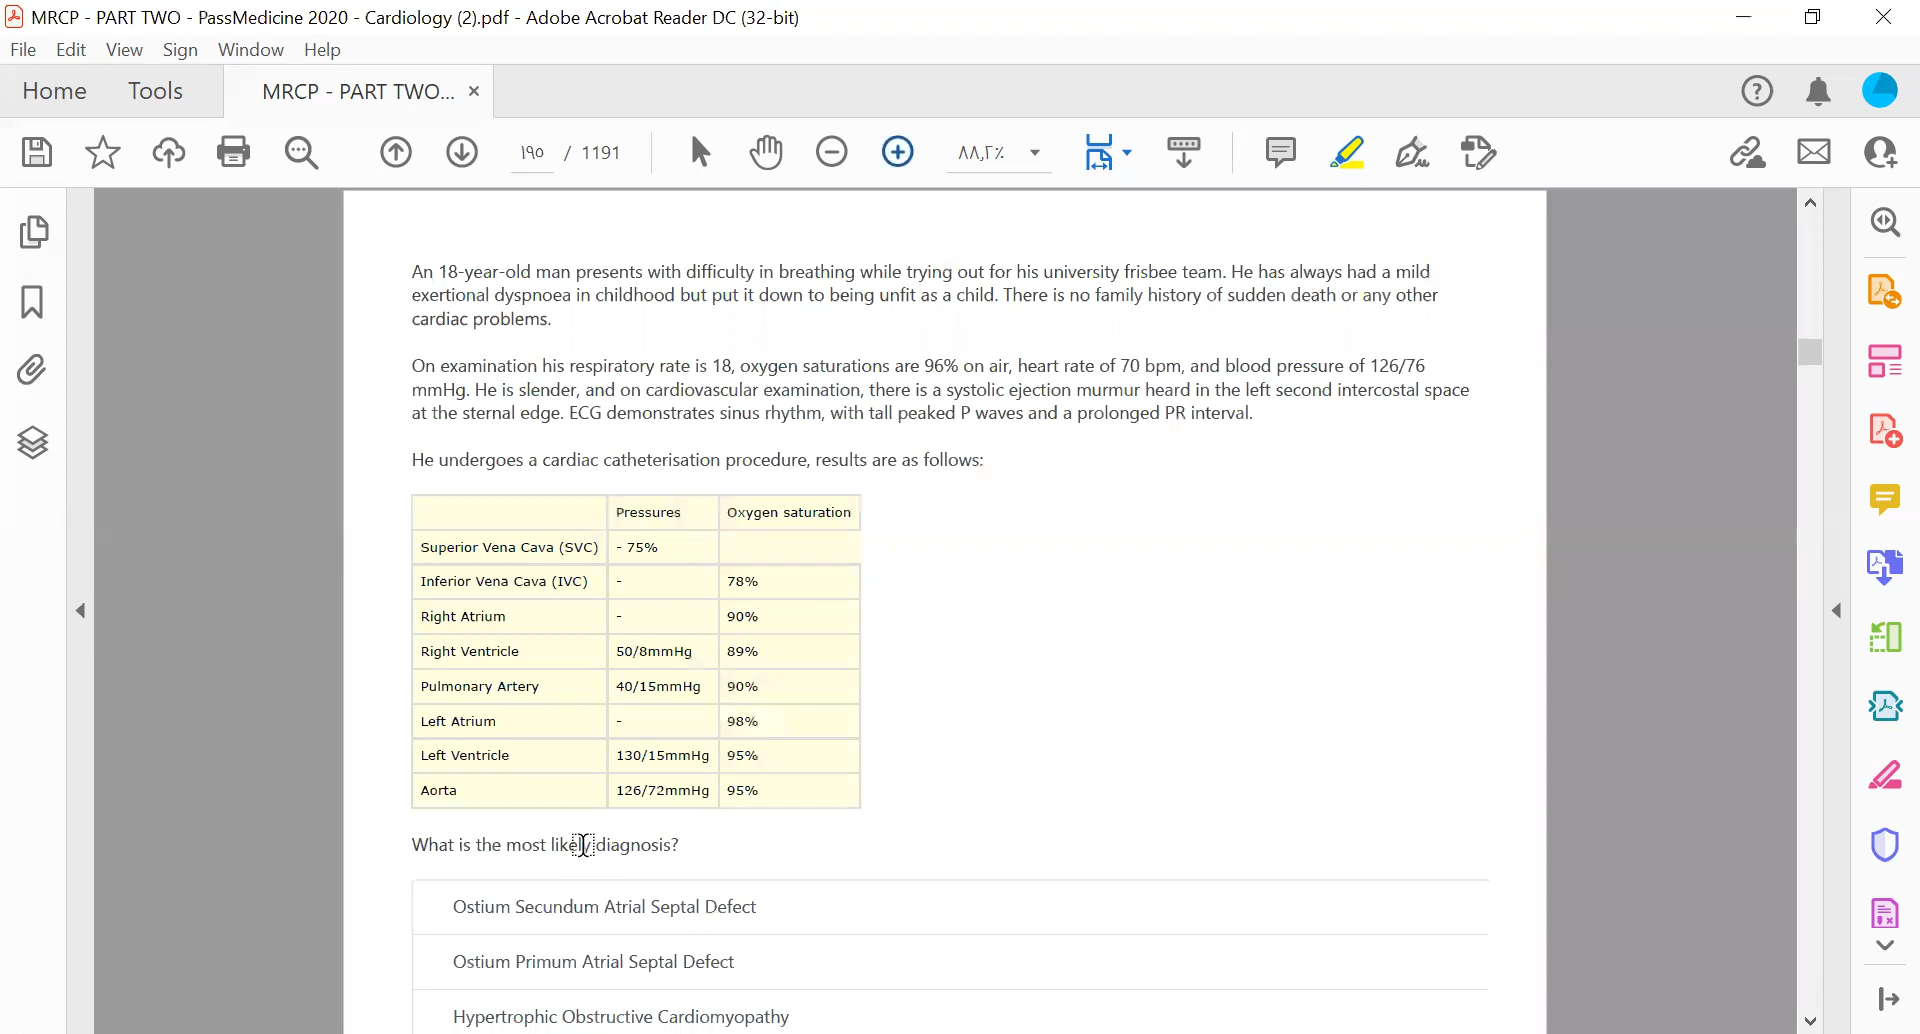 MRCP - PART TWO - PassMedicine 2020 - Cardiology (2).pdf - Adobe Acrobat Reader DC (32-bit)
File Edit View Sign Window Help
Home Tools MRCP - PART TWO... ×
١٩٥ / 1191 ٨٨,٢٪
An 18-year-old man presents with difficulty in breathing while trying out for his university frisbee team. He has always had a mild
exertional dyspnoea in childhood but put it down to being unfit as a child. There is no family history of sudden death or any other
cardiac problems.
On examination his respiratory rate is 18, oxygen saturations are 96% on air, heart rate of 70 bpm, and blood pressure of 126/76
mmHg. He is slender, and on cardiovascular examination, there is a systolic ejection murmur heard in the left second intercostal space
at the sternal edge. ECG demonstrates sinus rhythm, with tall peaked P waves and a prolonged PR interval.
He undergoes a cardiac catheterisation procedure, results are as follows:
Pressures Oxygen saturation
Superior Vena Cava (SVC) - 75%
Inferior Vena Cava (IVC) - 78%
Right Atrium - 90%
Right Ventricle 50/8mmHg 89%
Pulmonary Artery 40/15mmHg 90%
Left Atrium - 98%
Left Ventricle 130/15mmHg 95%
Aorta 126/72mmHg 95%
What is the most likely diagnosis?
Ostium Secundum Atrial Septal Defect
Ostium Primum Atrial Septal Defect
Hypertrophic Obstructive Cardiomyopathy